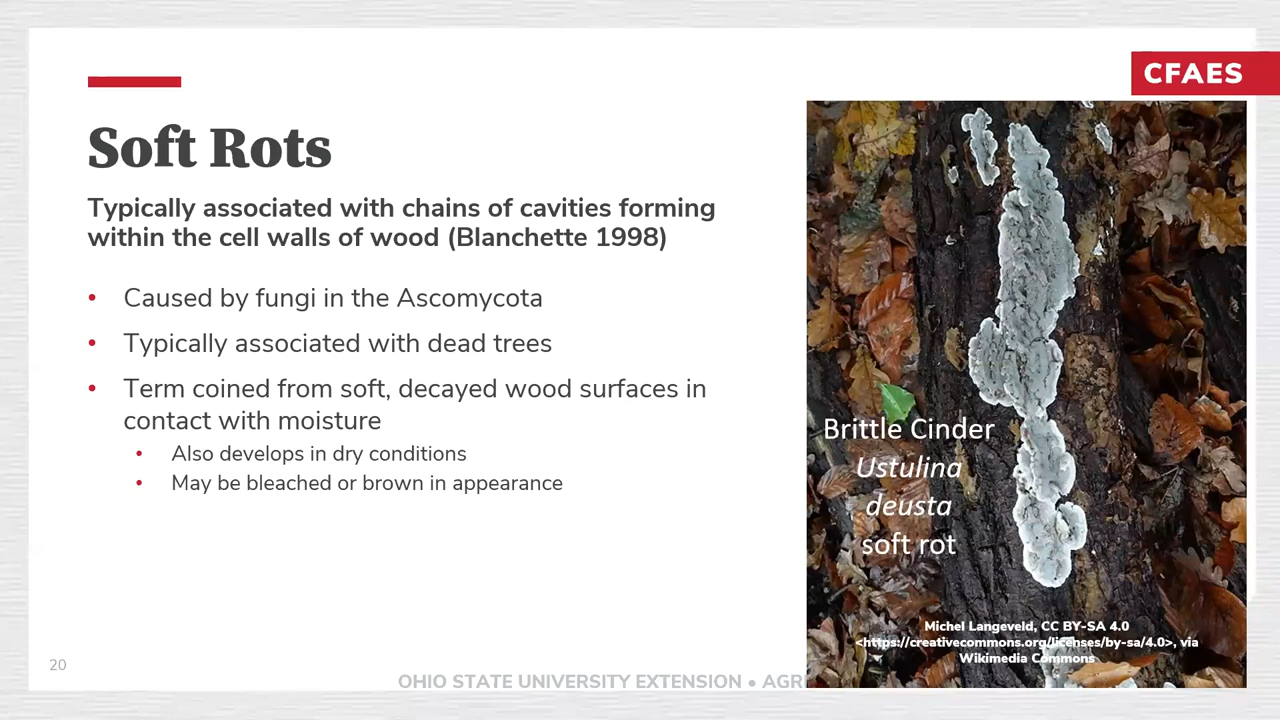 CFAES
Soft Rots
Typically associated with chains of cavities forming
within the cell walls of wood (Blanchette 1998)
• Caused by fungi in the Ascomycota
• Typically associated with dead trees
• Term coined from soft, decayed wood surfaces in
contact with moisture
• Also develops in dry conditions
• May be bleached or brown in appearance
Brittle Cinder
Ustulina
deusta
soft rot
Michel Langeveld, CC BY-SA 4.0
<https://creativecommons.org/licenses/by-sa/4.0>, via
Wikimedia Commons
20
OHIO STATE UNIVERSITY EXTENSION • AGR